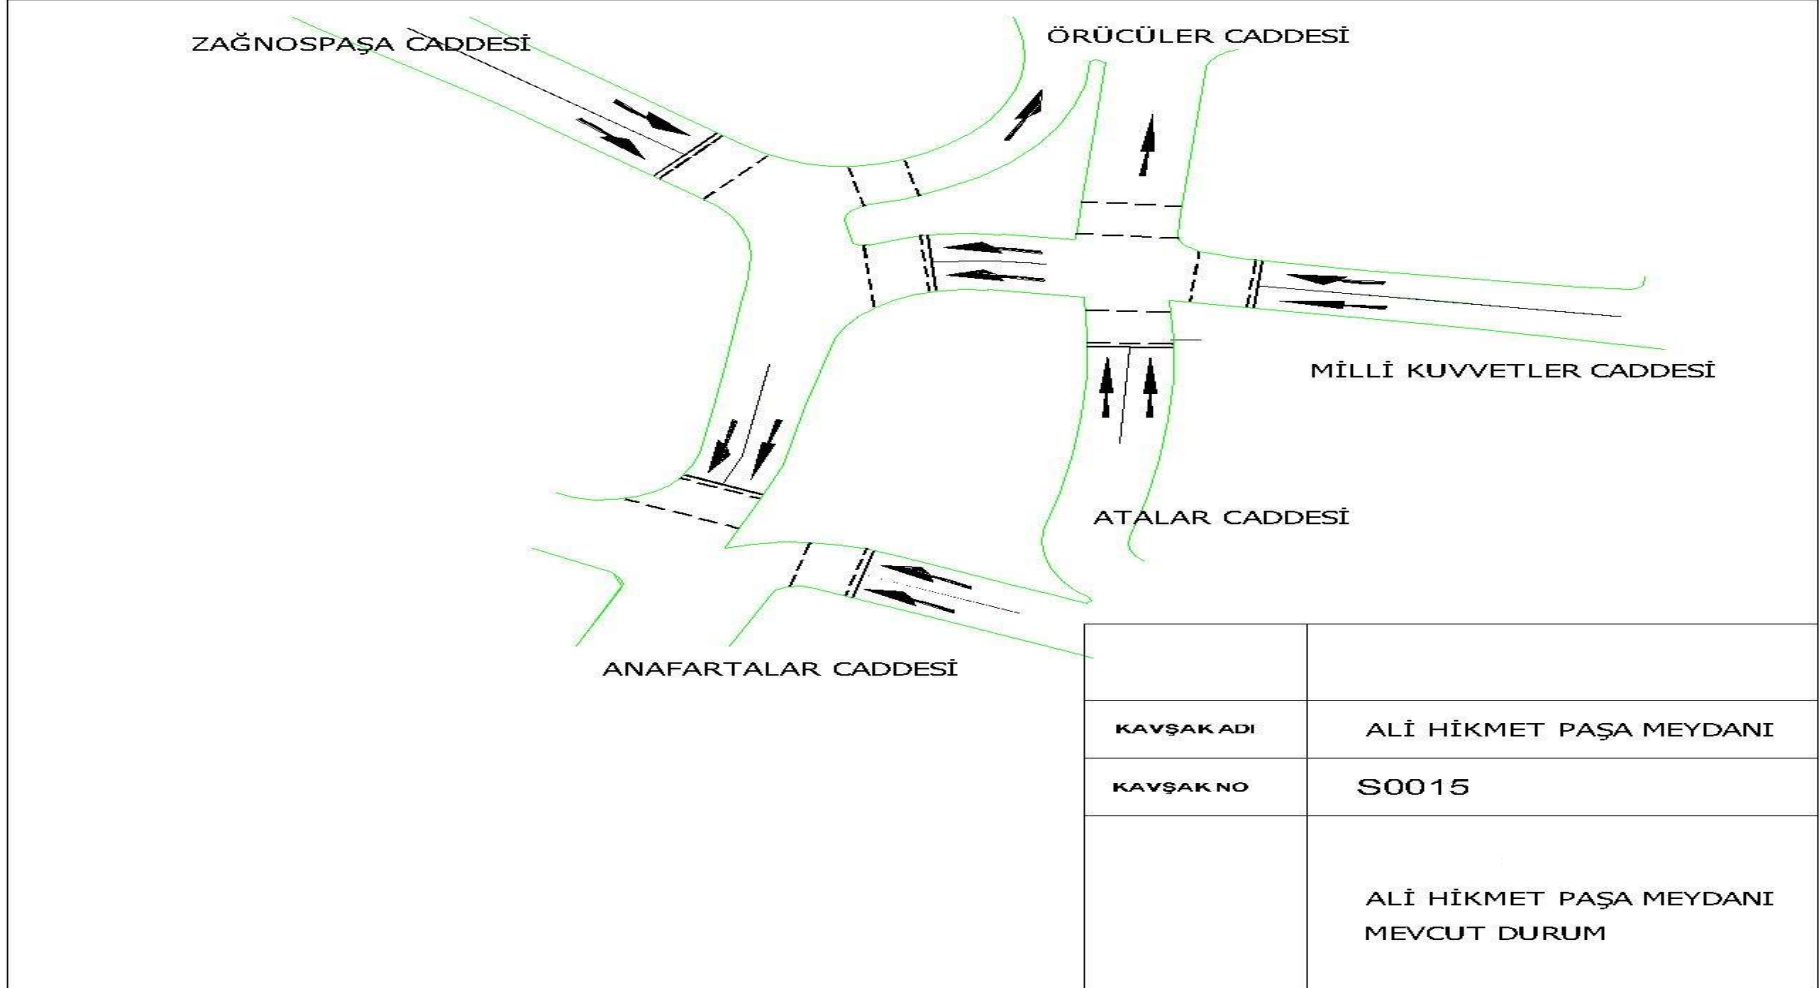 ZAĞNOSPAŞA CADDESİ
ÖRÜCÜLER CADDESİ
MİLLİ KUVVETLER CADDESİ
ATALAR CADDESİ
ANAFARTALAR CADDESİ
KAVŞAK ADI
ALİ HİKMET PAŞA MEYDANI
KAVŞAK NO
S0015
ALİ HİKMET PAŞA MEYDANI
MEVCUT DURUM